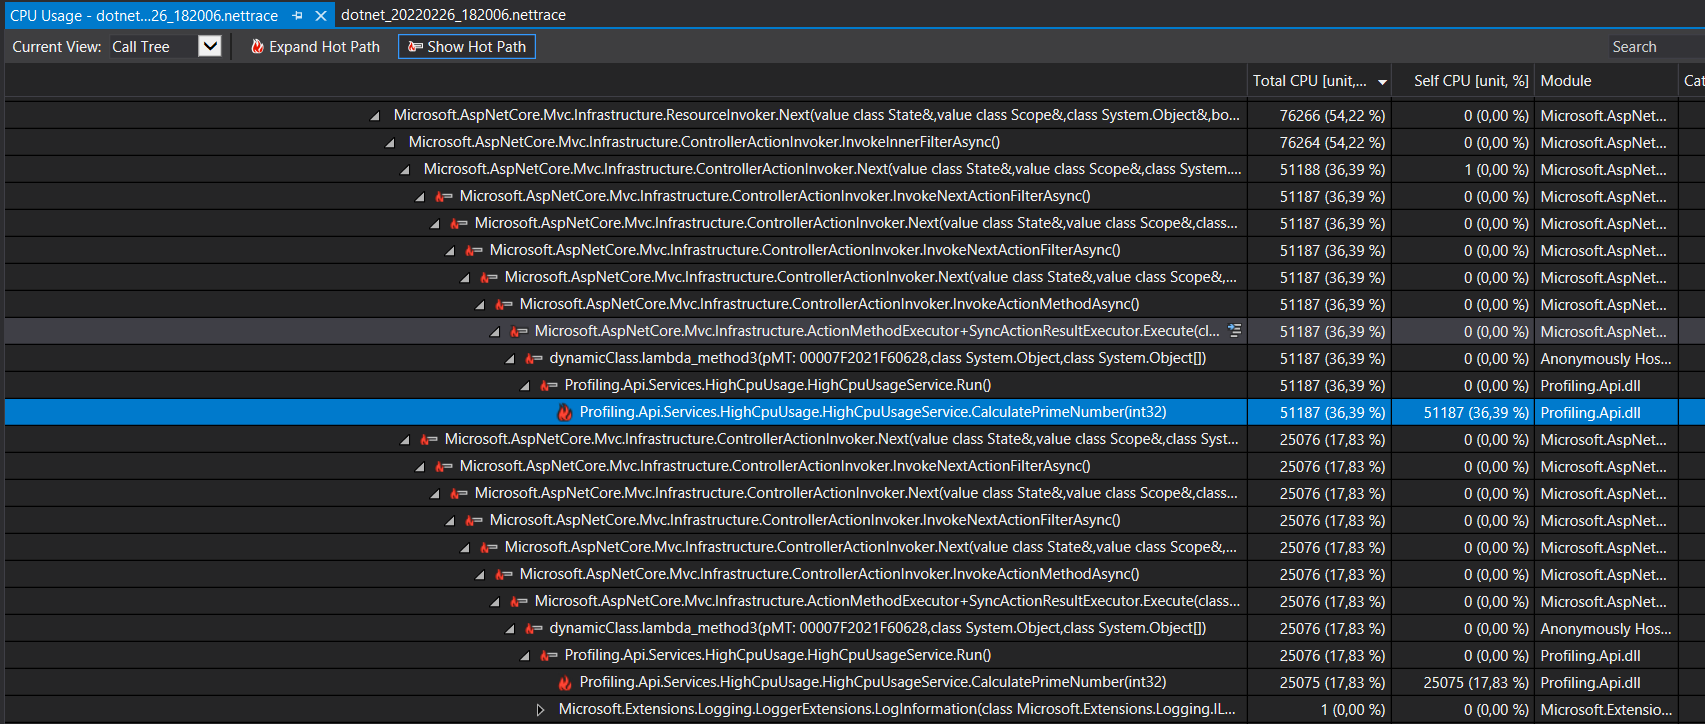 CPU Usage - dotnet...26_182006.nettrace dotnet_20220226_182006.nettrace
Current View: Call Tree Expand Hot Path Show Hot Path Search
Total CPU [unit,... Self CPU [unit, %] Module Cat
Microsoft.AspNetCore.Mvc.Infrastructure.ResourceInvoker.Next(value class State&,value class Scope&,class System.Object&,bo... 76266 (54,22 %) 0 (0,00 %) Microsoft.AspNet...
Microsoft.AspNetCore.Mvc.Infrastructure.ControllerActionInvoker.InvokeInnerFilterAsync() 76264 (54,22 %) 0 (0,00 %) Microsoft.AspNet...
Microsoft.AspNetCore.Mvc.Infrastructure.ControllerActionInvoker.Next(value class State&,value class Scope&,class System.... 51188 (36,39 %) 1 (0,00 %) Microsoft.AspNet...
Microsoft.AspNetCore.Mvc.Infrastructure.ControllerActionInvoker.InvokeNextActionFilterAsync() 51187 (36,39 %) 0 (0,00 %) Microsoft.AspNet...
Microsoft.AspNetCore.Mvc.Infrastructure.ControllerActionInvoker.Next(value class State&,value class Scope&,class... 51187 (36,39 %) 0 (0,00 %) Microsoft.AspNet...
Microsoft.AspNetCore.Mvc.Infrastructure.ControllerActionInvoker.InvokeNextActionFilterAsync() 51187 (36,39 %) 0 (0,00 %) Microsoft.AspNet...
Microsoft.AspNetCore.Mvc.Infrastructure.ControllerActionInvoker.Next(value class State&,value class Scope&,... 51187 (36,39 %) 0 (0,00 %) Microsoft.AspNet...
Microsoft.AspNetCore.Mvc.Infrastructure.ControllerActionInvoker.InvokeActionMethodAsync() 51187 (36,39 %) 0 (0,00 %) Microsoft.AspNet...
Microsoft.AspNetCore.Mvc.Infrastructure.ActionMethodExecutor+SyncActionResultExecutor.Execute(cl... 51187 (36,39 %) 0 (0,00 %) Microsoft.AspNet...
dynamicClass.lambda_method3(pMT: 00007F2021F60628,class System.Object,class System.Object[]) 51187 (36,39 %) 0 (0,00 %) Anonymously Hos...
Profiling.Api.Services.HighCpuUsage.HighCpuUsageService.Run() 51187 (36,39 %) 0 (0,00 %) Profiling.Api.dll
Profiling.Api.Services.HighCpuUsage.HighCpuUsageService.CalculatePrimeNumber(int32) 51187 (36,39 %) 51187 (36,39 %) Profiling.Api.dll
Microsoft.AspNetCore.Mvc.Infrastructure.ControllerActionInvoker.Next(value class State&,value class Scope&,class Syst... 25076 (17,83 %) 0 (0,00 %) Microsoft.AspNet...
Microsoft.AspNetCore.Mvc.Infrastructure.ControllerActionInvoker.InvokeNextActionFilterAsync() 25076 (17,83 %) 0 (0,00 %) Microsoft.AspNet...
Microsoft.AspNetCore.Mvc.Infrastructure.ControllerActionInvoker.Next(value class State&,value class Scope&,class... 25076 (17,83 %) 0 (0,00 %) Microsoft.AspNet...
Microsoft.AspNetCore.Mvc.Infrastructure.ControllerActionInvoker.InvokeNextActionFilterAsync() 25076 (17,83 %) 0 (0,00 %) Microsoft.AspNet...
Microsoft.AspNetCore.Mvc.Infrastructure.ControllerActionInvoker.Next(value class State&,value class Scope&,... 25076 (17,83 %) 0 (0,00 %) Microsoft.AspNet...
Microsoft.AspNetCore.Mvc.Infrastructure.ControllerActionInvoker.InvokeActionMethodAsync() 25076 (17,83 %) 0 (0,00 %) Microsoft.AspNet...
Microsoft.AspNetCore.Mvc.Infrastructure.ActionMethodExecutor+SyncActionResultExecutor.Execute(class... 25076 (17,83 %) 0 (0,00 %) Microsoft.AspNet...
dynamicClass.lambda_method3(pMT: 00007F2021F60628,class System.Object,class System.Object[]) 25076 (17,83 %) 0 (0,00 %) Anonymously Hos...
Profiling.Api.Services.HighCpuUsage.HighCpuUsageService.Run() 25076 (17,83 %) 0 (0,00 %) Profiling.Api.dll
Profiling.Api.Services.HighCpuUsage.HighCpuUsageService.CalculatePrimeNumber(int32) 25075 (17,83 %) 25075 (17,83 %) Profiling.Api.dll
Microsoft.Extensions.Logging.LoggerExtensions.LogInformation(class Microsoft.Extensions.Logging.IL... 1 (0,00 %) 0 (0,00 %) Microsoft.Extensio...